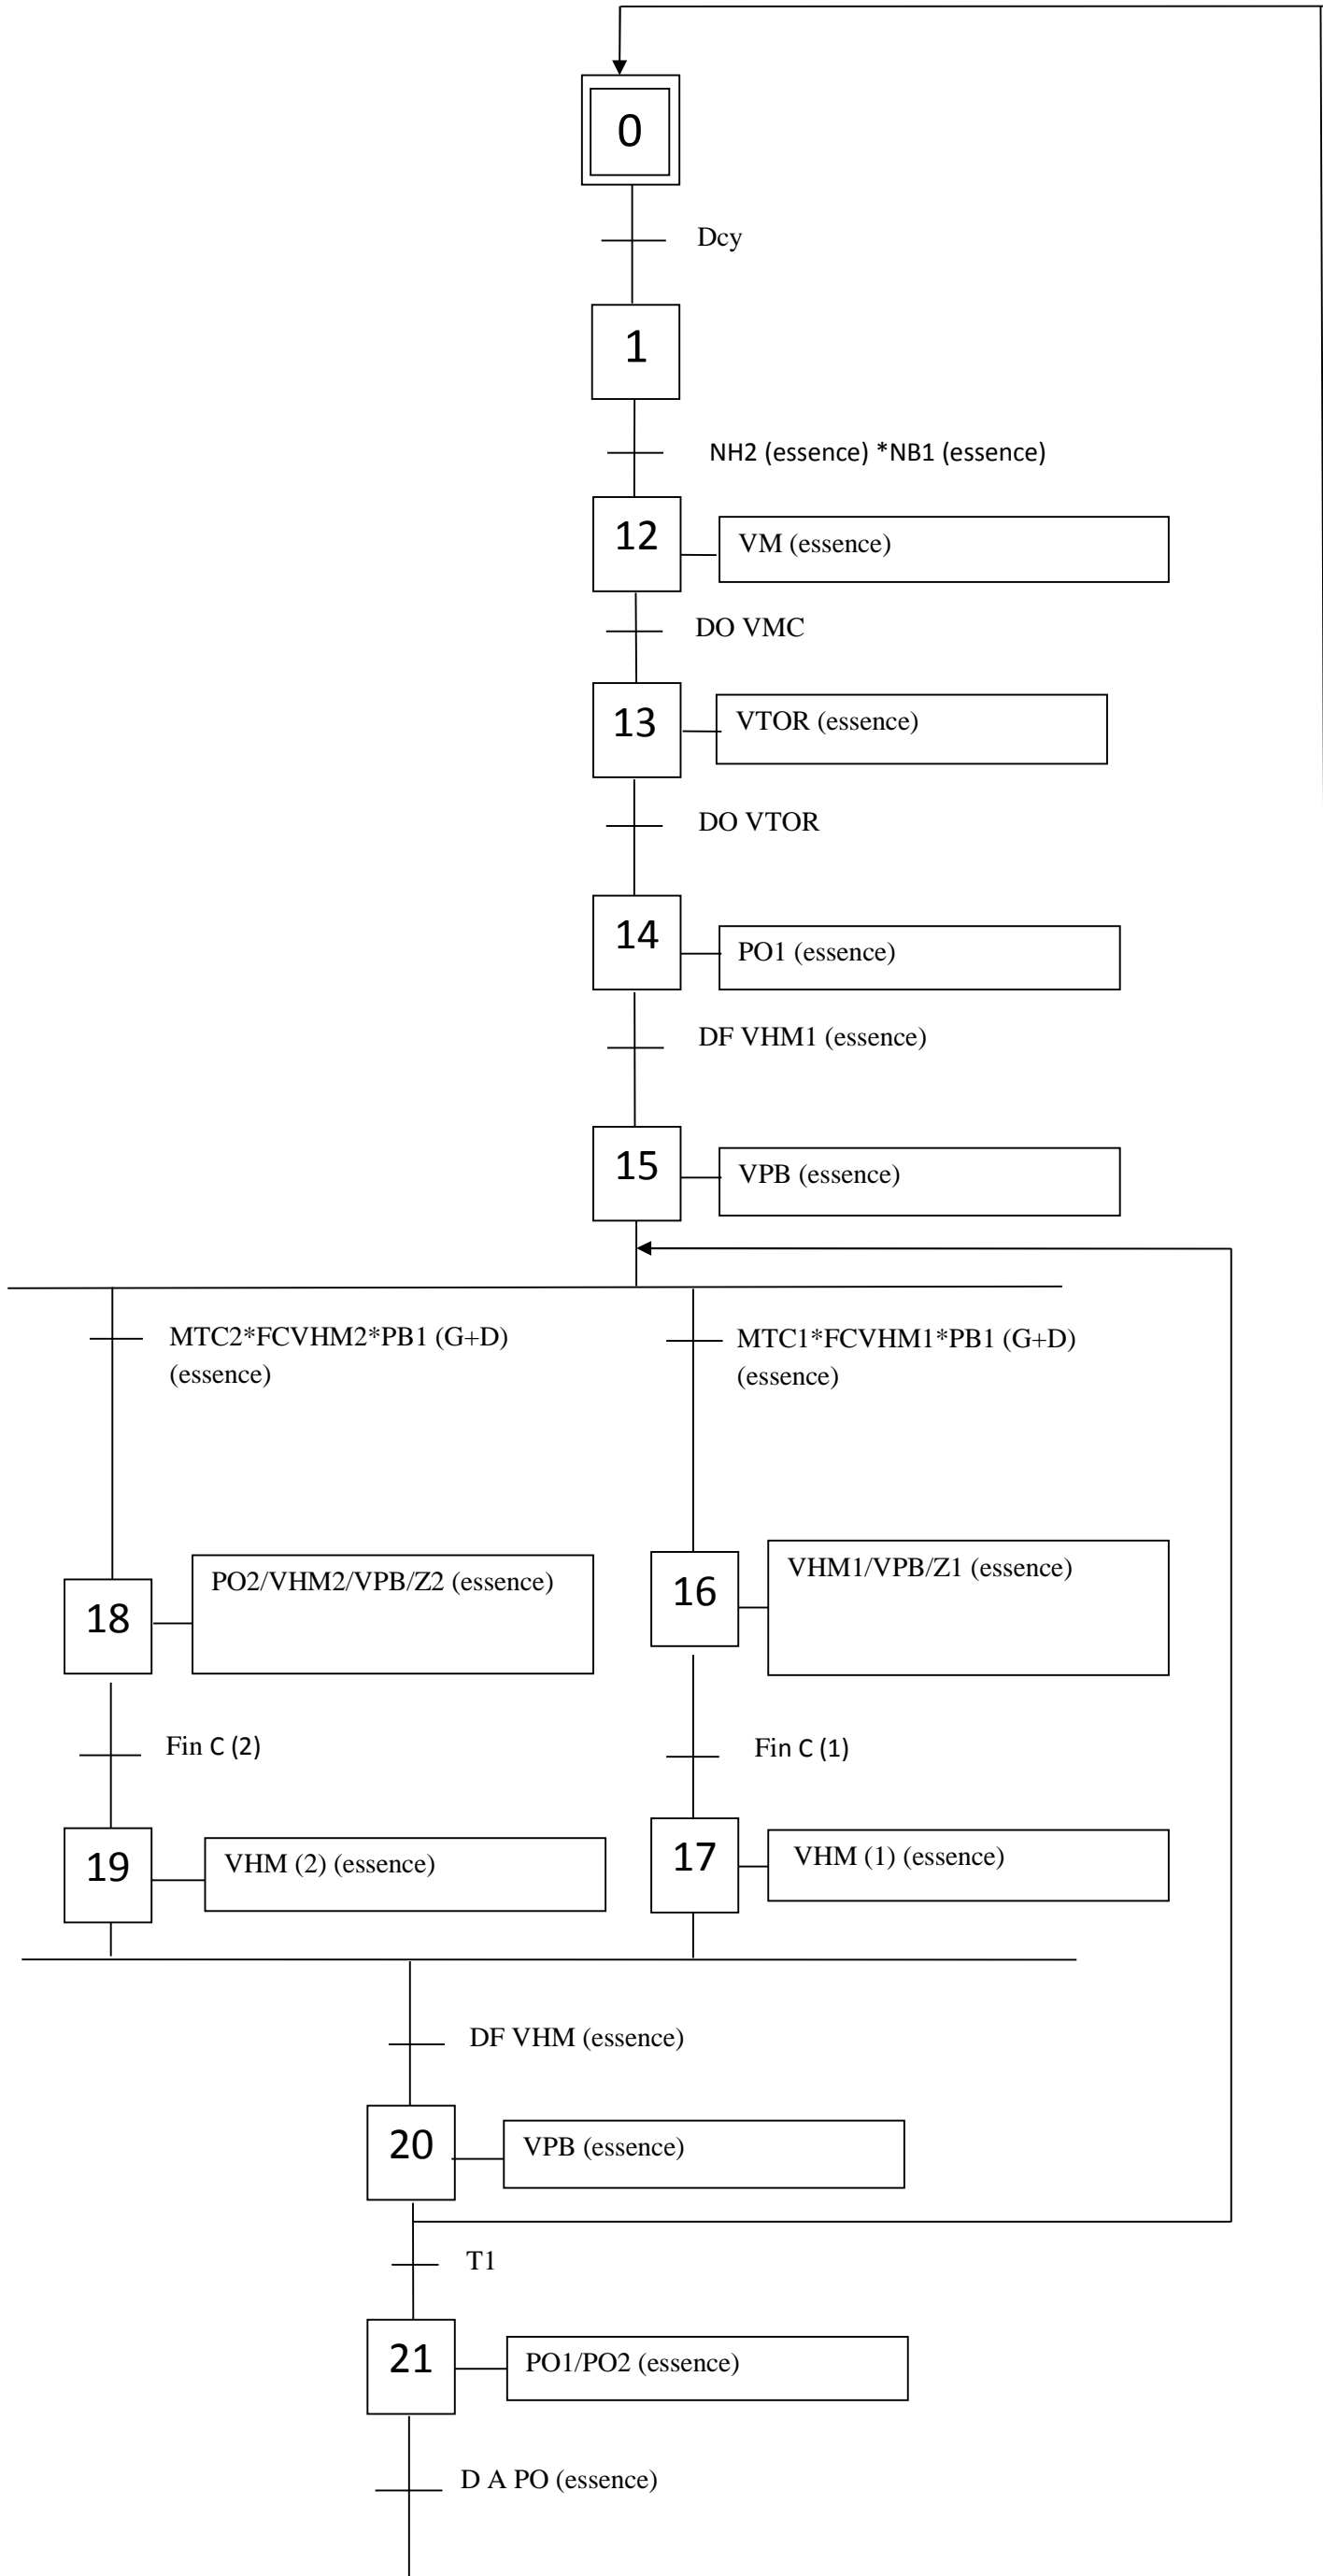 0
Dcy
1
NH2 (essence) *NB1 (essence)
12
VM (essence)
DO VMC
13
VTOR (essence)
DO VTOR
14
PO1 (essence)
DF VHM1 (essence)
15
VPB (essence)
MTC2*FCVHM2*PB1 (G+D)
(essence)
MTC1*FCVHM1*PB1 (G+D)
(essence)
18
PO2/VHM2/VPB/Z2 (essence)
16
VHM1/VPB/Z1 (essence)
Fin C (2)
Fin C (1)
19
VHM (2) (essence)
17
VHM (1) (essence)
DF VHM (essence)
20
VPB (essence)
T1
21
PO1/PO2 (essence)
D A PO (essence)